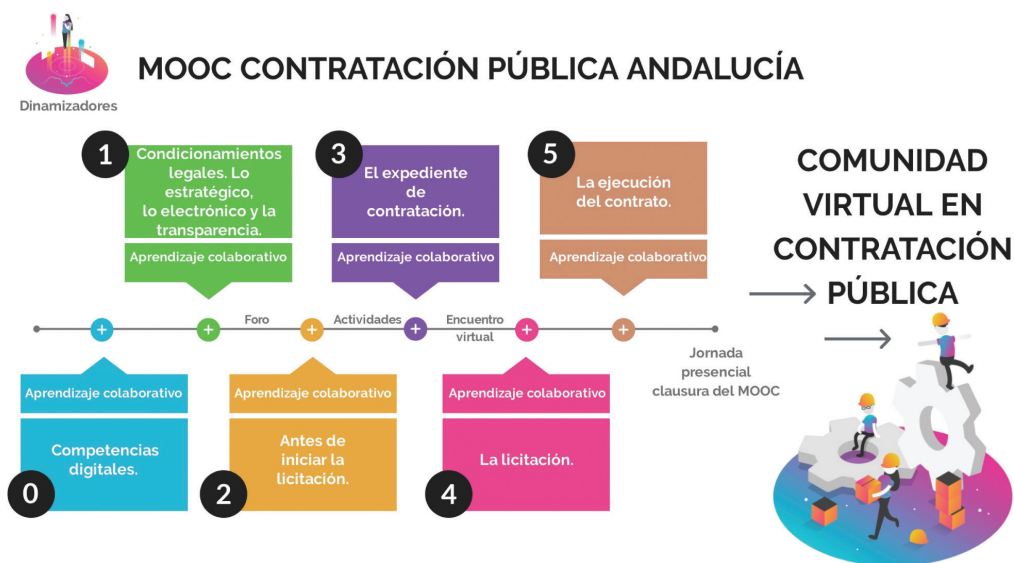 MOOC CONTRATACIÓN PÚBLICA ANDALUCÍA
Dinamizadores
1
Condicionamientos
legales. Lo
estratégico,
lo electrónico y la
transparencia.
Aprendizaje colaborativo
3
El expediente
de
contratación.
Aprendizaje colaborativo
5
La ejecución
del contrato.
Aprendizaje colaborativo
COMUNIDAD
VIRTUAL EN
CONTRATACIÓN
PÚBLICA
+
+
Foro
+
Actividades
+
Encuentro
virtual
+
+
Jornada
presencial
clausura del MOOC
Aprendizaje colaborativo
Competencias
digitales.
0
Aprendizaje colaborativo
Antes de
iniciar la
licitación.
2
Aprendizaje colaborativo
La licitación.
4